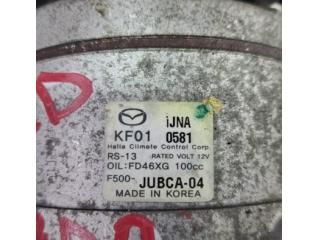 iJNA
KF01 0581
Halla Climate Control Corp.
RS-13 RATED VOLT 12V
OIL:FD46XG 100cc
F500- JUBCA-04
MADE IN KOREA